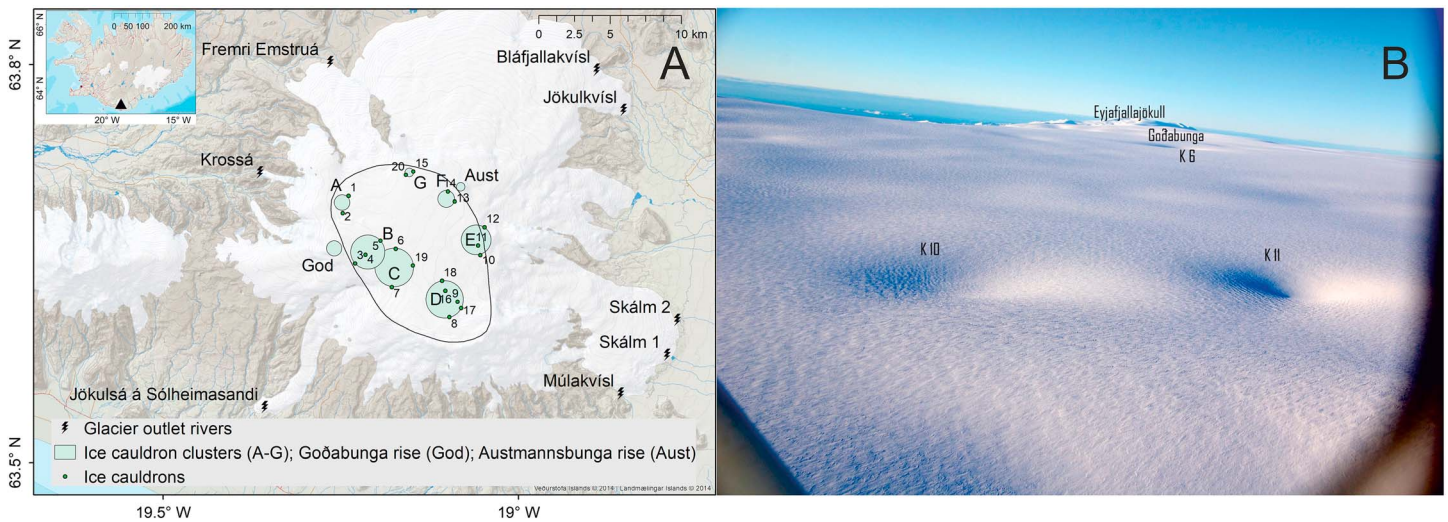 66° N
64° N
20° W
15° W
0 50 100 200 km
63.8° N
63.5° N
19.5° W
19° W
0 2.5 5 10 km
A
Fremri Emstruá
Bláfjallakvísl
Jökulkvísl
Krossá
A
1
2
20
15
G
F
14
13
Aust
12
E
11
10
B
5
6
3
4
God
C
19
7
18
D
16
9
17
8
Skálm 2
Skálm 1
Múlakvísl
Jökulsá á Sólheimasandi
Glacier outlet rivers
Ice cauldron clusters (A-G); Goðabunga rise (God); Austmannsbunga rise (Aust)
Ice cauldrons
Veðurstofa Íslands © 2014 | Landmælingar Íslands © 2014
B
Eyjafjallajökull
Goðabunga
K 6
K 10
K 11